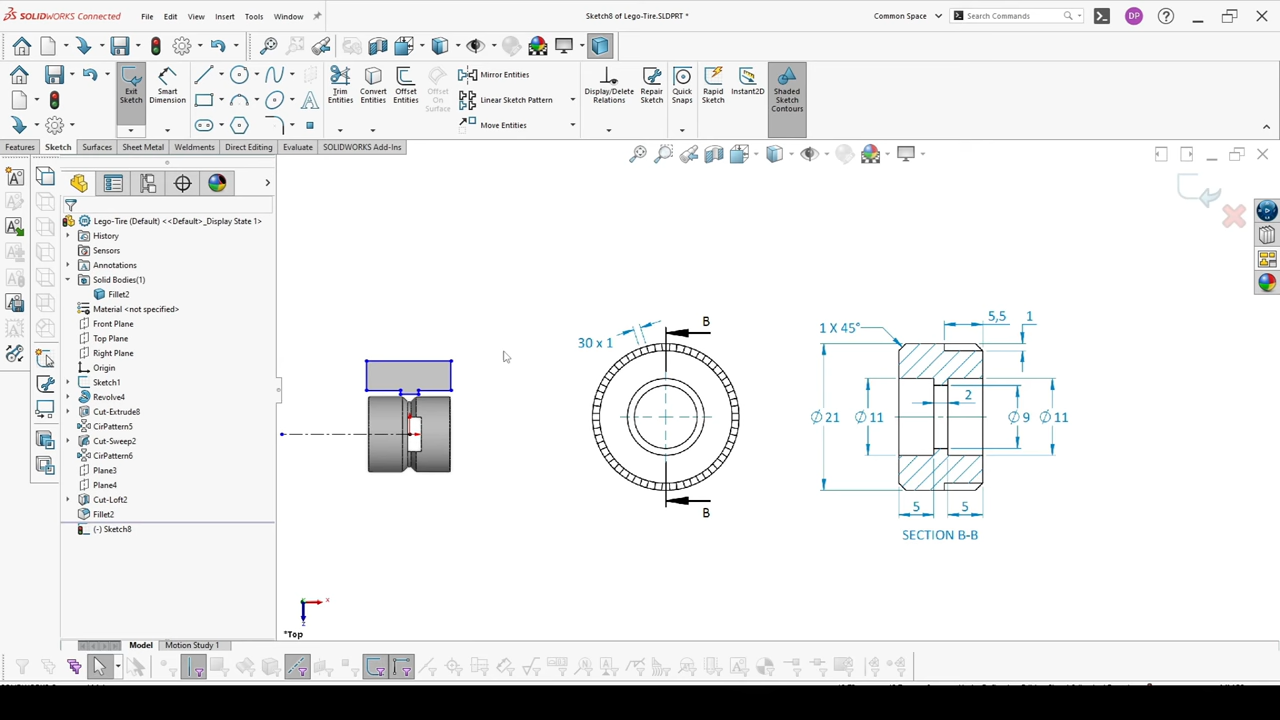 SOLIDWORKS Connected
File
Edit
View
Insert
Tools
Window
Sketch8 of Lego-Tire.SLDPRT *
Common Space
Search Commands
DP
Exit Sketch
Smart Dimension
Trim Entities
Convert Entities
Offset Entities
Offset On Surface
Mirror Entities
Linear Sketch Pattern
Move Entities
Display/Delete Relations
Repair Sketch
Quick Snaps
Rapid Sketch
Instant2D
Shaded Sketch Contours
Features
Sketch
Surfaces
Sheet Metal
Weldments
Direct Editing
Evaluate
SOLIDWORKS Add-Ins
Lego-Tire (Default) <<Default>_Display State 1>
History
Sensors
Annotations
Solid Bodies(1)
Fillet2
Material <not specified>
Front Plane
Top Plane
Right Plane
Origin
Sketch1
Revolve4
Cut-Extrude8
CirPattern5
Cut-Sweep2
CirPattern6
Plane3
Plane4
Cut-Loft2
Fillet2
(-) Sketch8
30 x 1
B
B
1 X 45°
5,5
1
∅ 21
∅ 11
2
∅ 9
∅ 11
5
5
SECTION B-B
x
z
*Top
Model
Motion Study 1